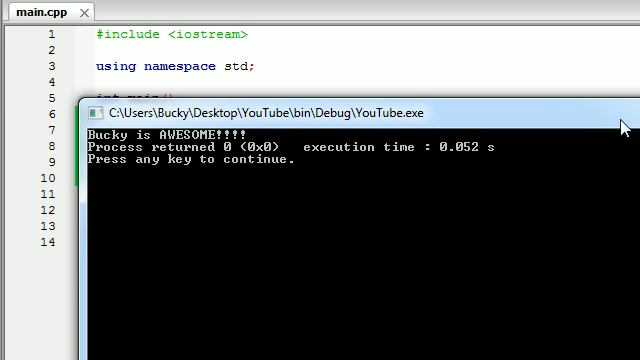 main.cpp
1 #include <iostream>
2
3 using namespace std;
4
5 int main()
6
7
8
9
10
11
12
13
14
C:\Users\Bucky\Desktop\YouTube\bin\Debug\YouTube.exe
Bucky is AWESOME!!!!
Process returned 0 (0x0)   execution time : 0.052 s
Press any key to continue.